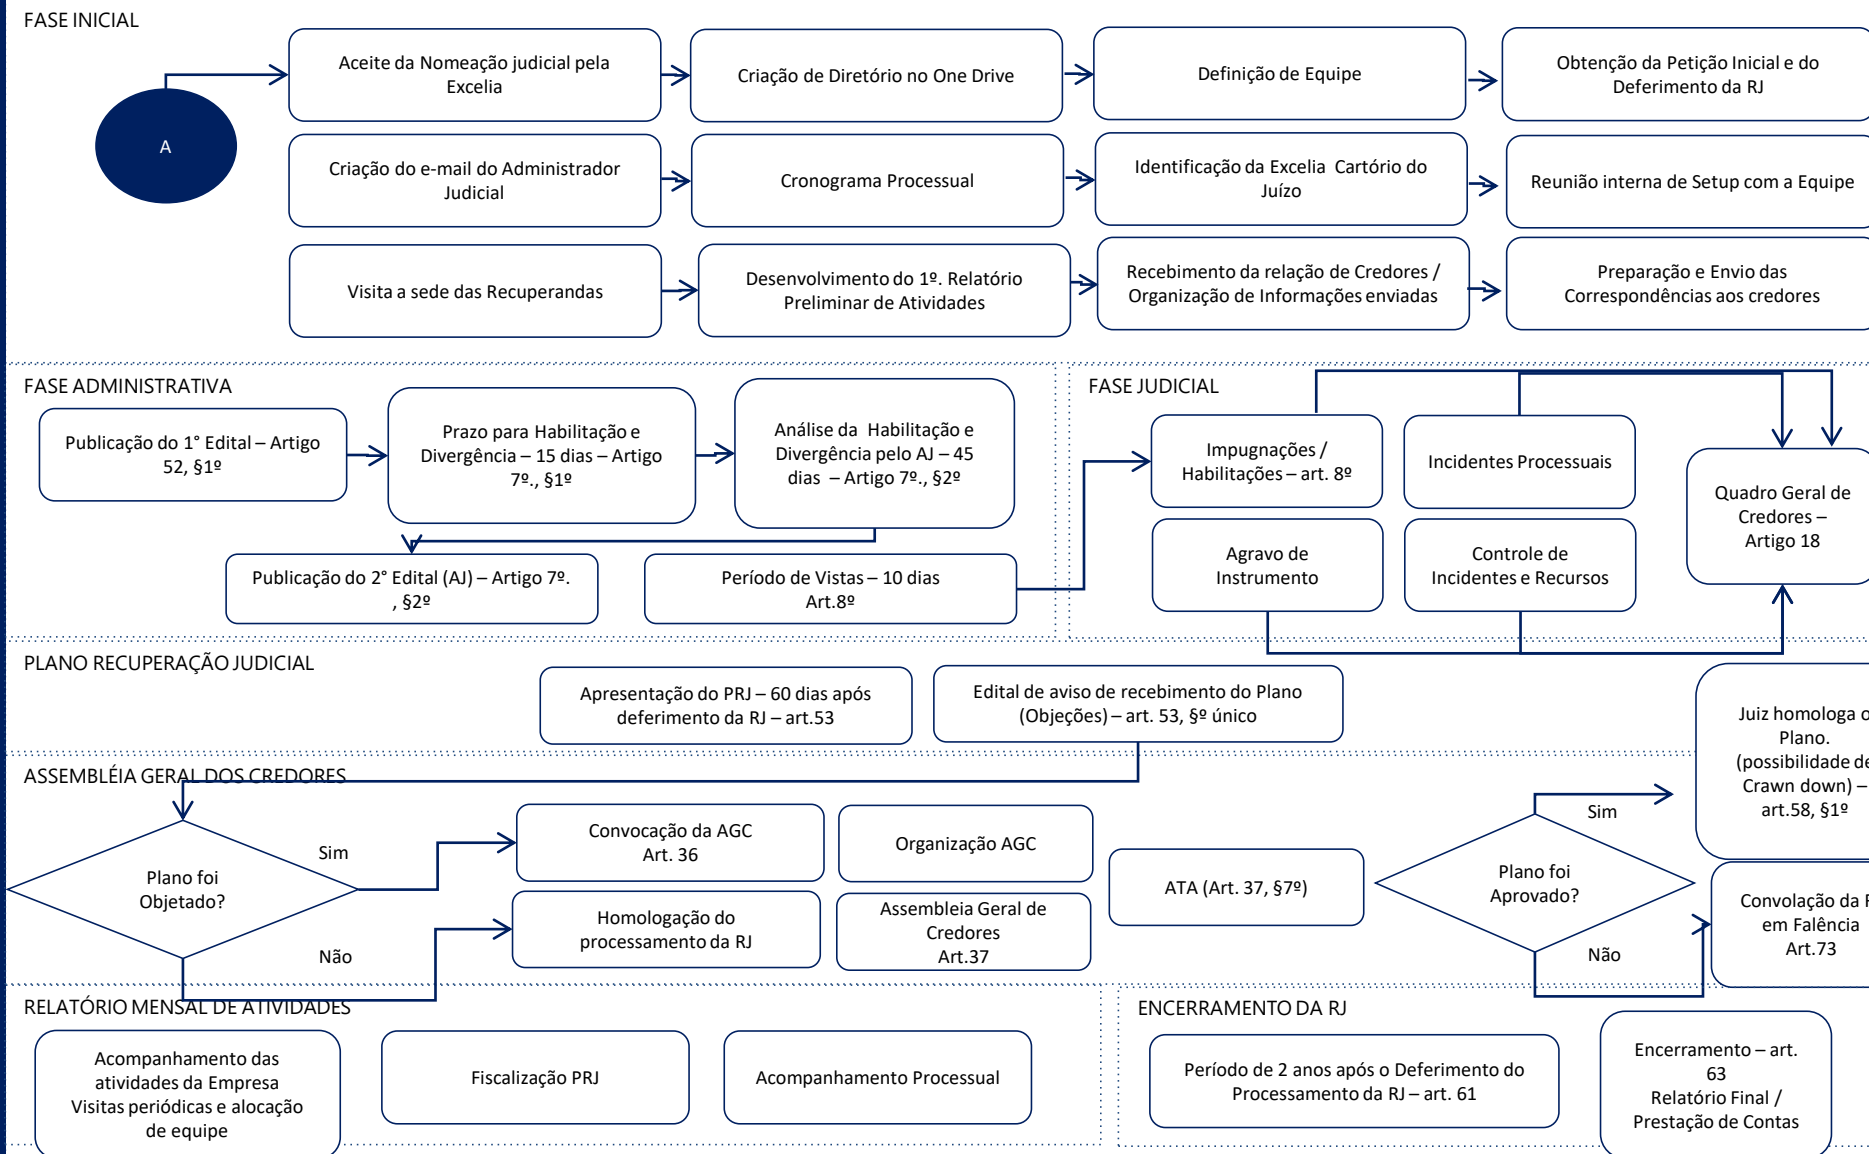 FASE INICIAL
A
Aceite da Nomeação judicial pela
Excelia
Criação de Diretório no One Drive
Definição de Equipe
Obtenção da Petição Inicial e do
Deferimento da RJ
Criação do e-mail do Administrador
Judicial
Cronograma Processual
Identificação da Excelia Cartório do
Juízo
Reunião interna de Setup com a Equipe
Visita a sede das Recuperandas
Desenvolvimento do 1º. Relatório
Preliminar de Atividades
Recebimento da relação de Credores /
Organização de Informações enviadas
Preparação e Envio das
Correspondências aos credores
FASE ADMINISTRATIVA
Publicação do 1° Edital – Artigo
52, §1º
Prazo para Habilitação e
Divergência – 15 dias – Artigo
7º., §1º
Análise da Habilitação e
Divergência pelo AJ – 45
dias – Artigo 7º., §2º
Publicação do 2° Edital (AJ) – Artigo 7º.
, §2º
Período de Vistas – 10 dias
Art.8º
FASE JUDICIAL
Impugnações /
Habilitações – art. 8º
Incidentes Processuais
Agravo de
Instrumento
Controle de
Incidentes e Recursos
Quadro Geral de
Credores –
Artigo 18
PLANO RECUPERAÇÃO JUDICIAL
Apresentação do PRJ – 60 dias após
deferimento da RJ – art.53
Edital de aviso de recebimento do Plano
(Objeções) – art. 53, §º único
ASSEMBLÉIA GERAL DOS CREDORES
Plano foi
Objetado?
Sim
Não
Convocação da AGC
Art. 36
Organização AGC
Homologação do
processamento da RJ
Assembleia Geral de
Credores
Art.37
ATA (Art. 37, §7º)
Plano foi
Aprovado?
Sim
Não
Juiz homologa o
Plano.
(possibilidade de
Crawn down) –
art.58, §1º
Convolação da
em Falência
Art.73
RELATÓRIO MENSAL DE ATIVIDADES
Acompanhamento das
atividades da Empresa
Visitas periódicas e alocação
de equipe
Fiscalização PRJ
Acompanhamento Processual
ENCERRAMENTO DA RJ
Período de 2 anos após o Deferimento do
Processamento da RJ – art. 61
Encerramento – art.
63
Relatório Final /
Prestação de Contas